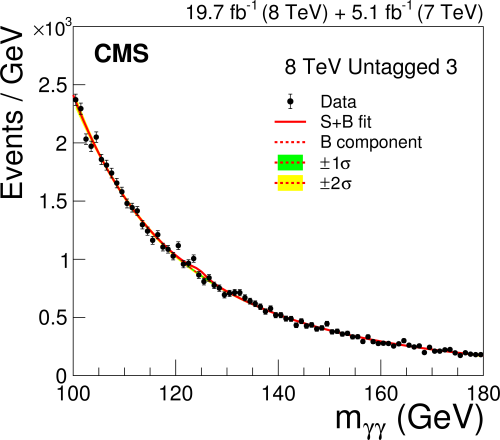 19.7 fb⁻¹ (8 TeV) + 5.1 fb⁻¹ (7 TeV)
×10³
CMS
8 TeV Untagged 3
Data
S+B fit
B component
±1σ
±2σ
Events / GeV
2.5
2
1.5
1
0.5
0
100 120 140 160 180
mγγ (GeV)